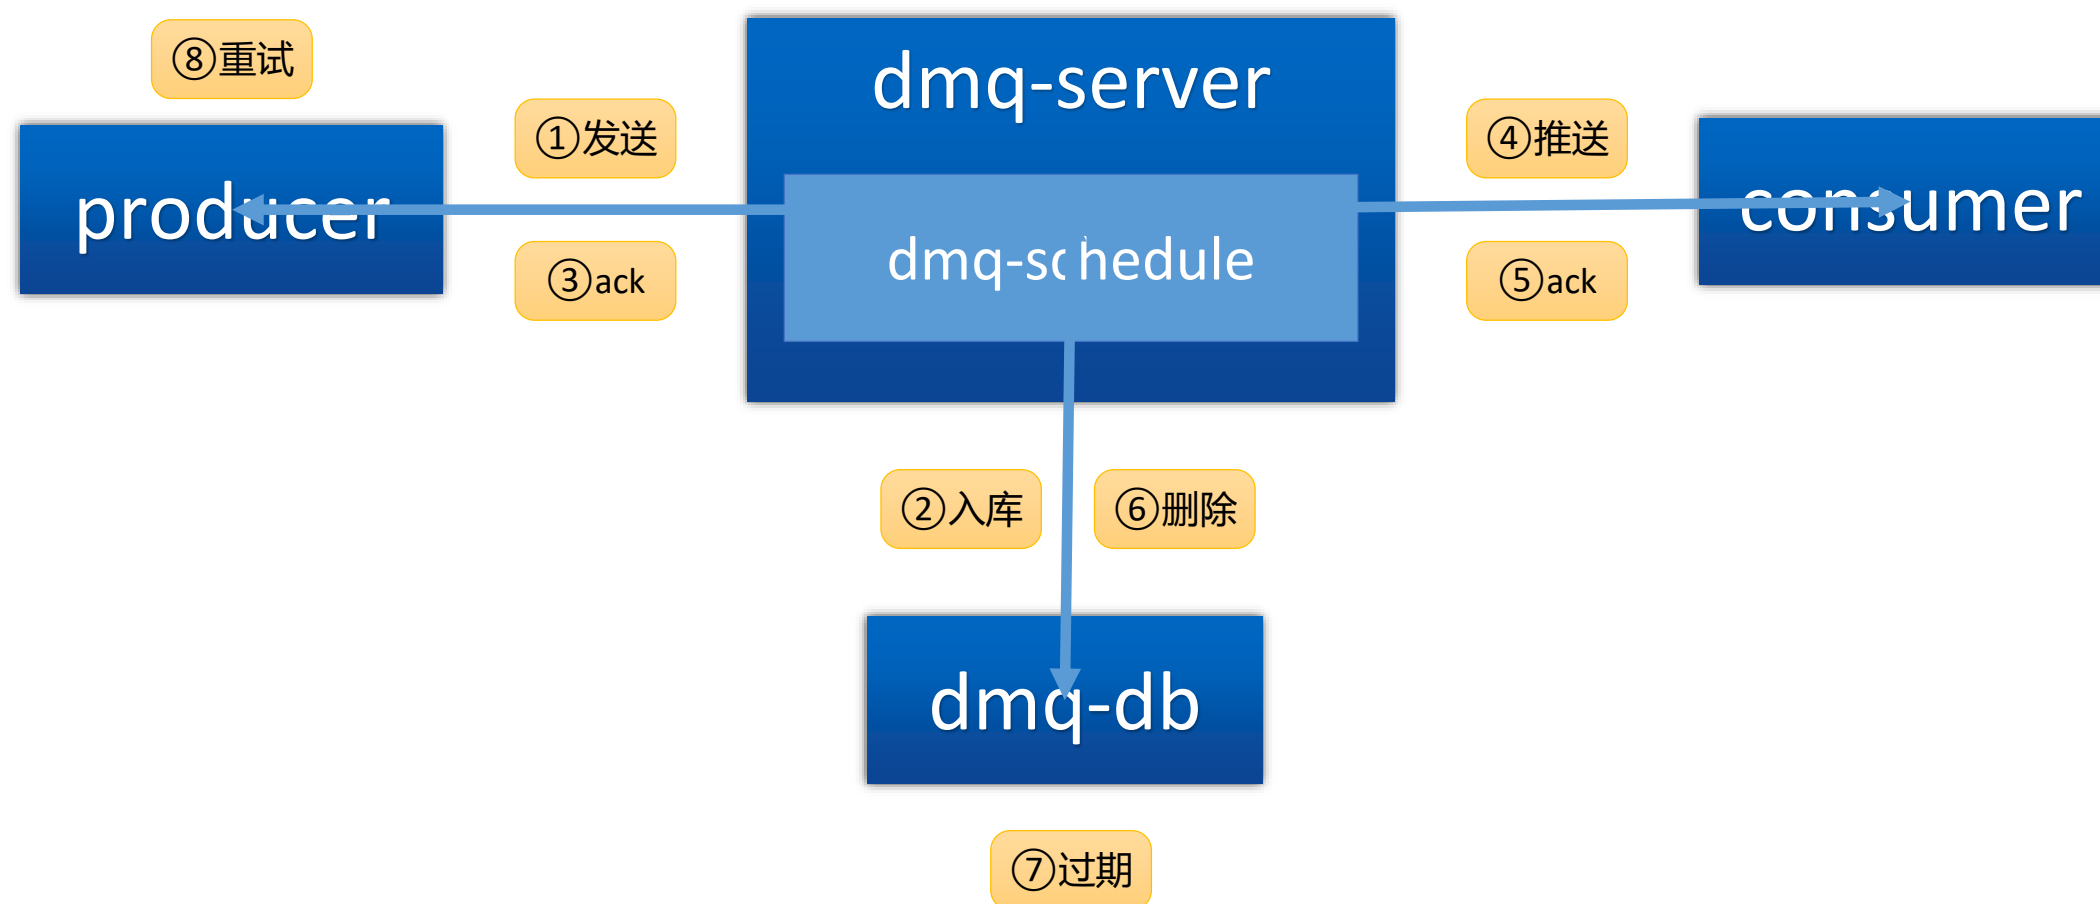 ⑧重试
dmq-server
①发送
④推送
producer
consumer
dmq-schedule
③ack
⑤ack
②入库
⑥删除
dmq-db
⑦过期